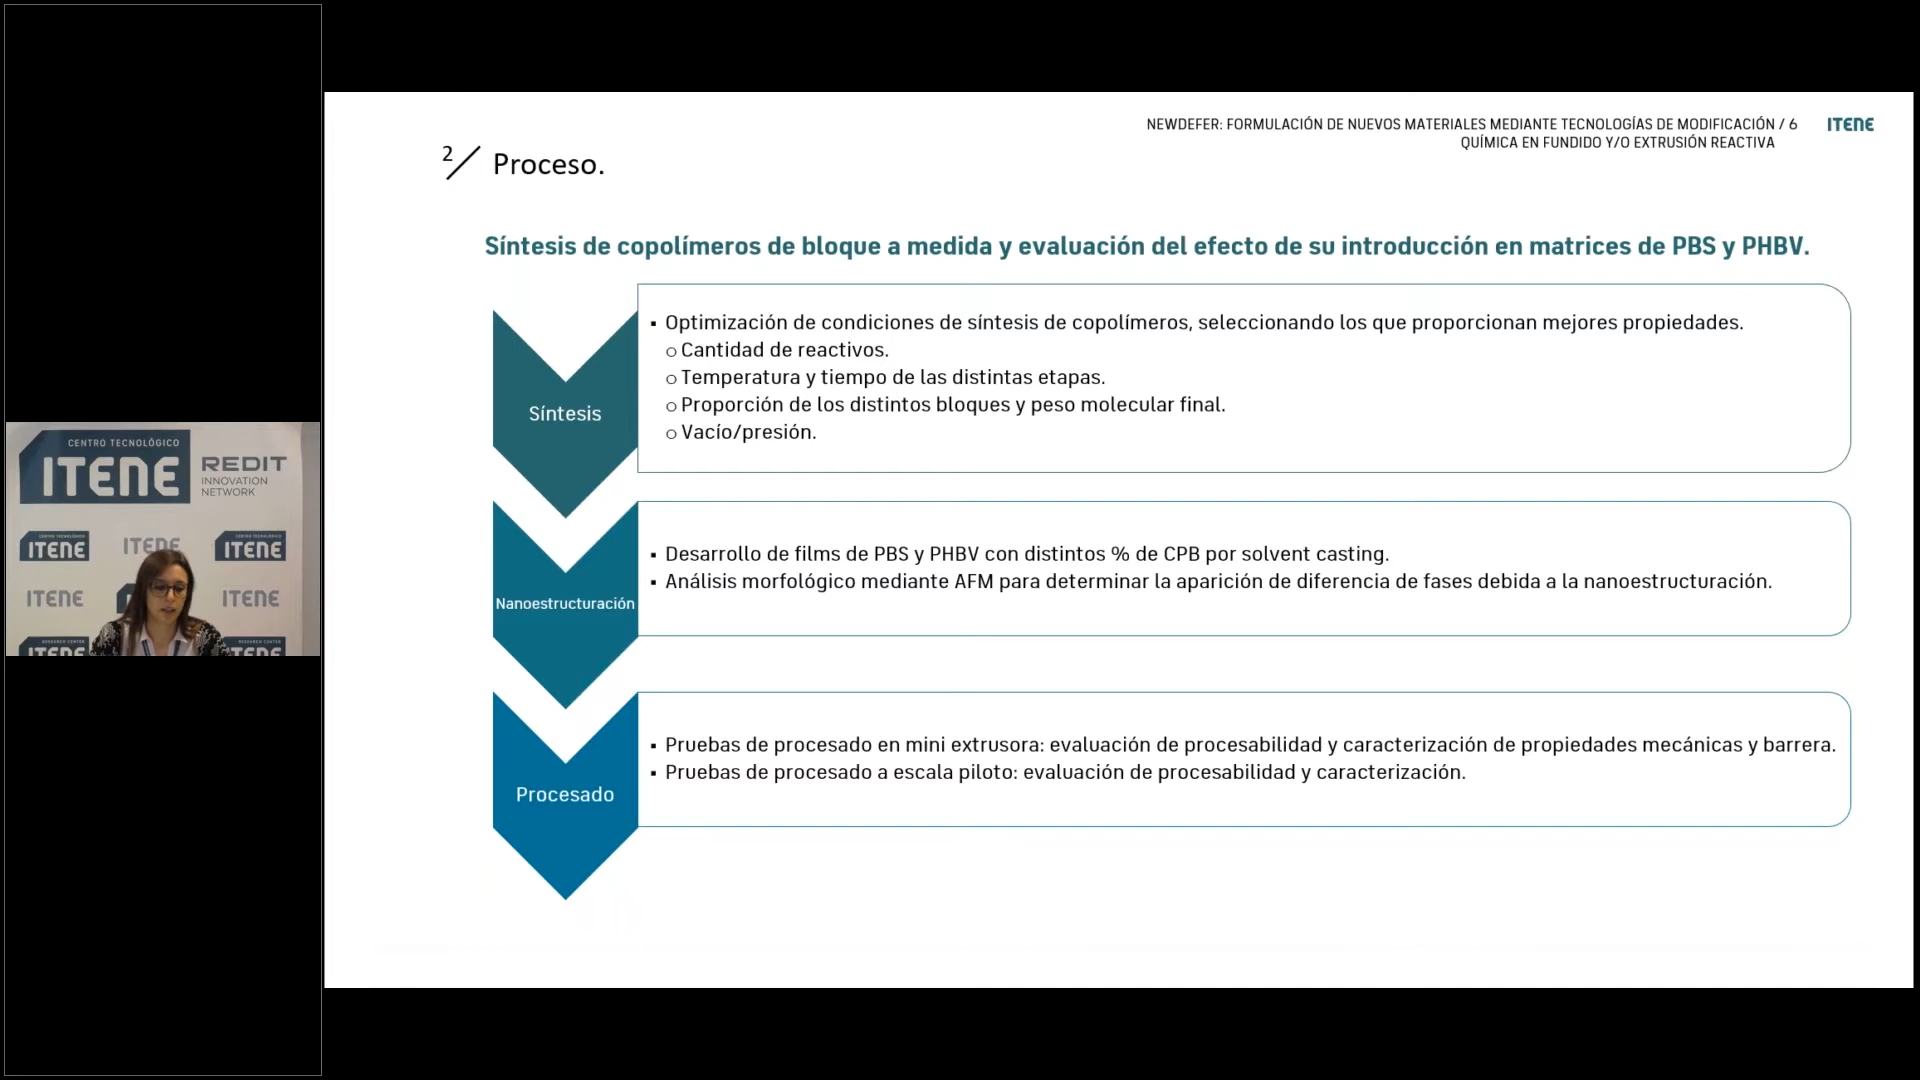 NEWDEFER: FORMULACIÓN DE NUEVOS MATERIALES MEDIANTE TECNOLOGÍAS DE MODIFICACIÓN / 6
QUÍMICA EN FUNDIDO Y/O EXTRUSIÓN REACTIVA
ITENE
2/ Proceso.
Síntesis de copolímeros de bloque a medida y evaluación del efecto de su introducción en matrices de PBS y PHBV.
Síntesis
▪ Optimización de condiciones de síntesis de copolímeros, seleccionando los que proporcionan mejores propiedades.
o Cantidad de reactivos.
o Temperatura y tiempo de las distintas etapas.
o Proporción de los distintos bloques y peso molecular final.
o Vacío/presión.
Nanoestructuración
▪ Desarrollo de films de PBS y PHBV con distintos % de CPB por solvent casting.
▪ Análisis morfológico mediante AFM para determinar la aparición de diferencia de fases debida a la nanoestructuración.
Procesado
▪ Pruebas de procesado en mini extrusora: evaluación de procesabilidad y caracterización de propiedades mecánicas y barrera.
▪ Pruebas de procesado a escala piloto: evaluación de procesabilidad y caracterización.
CENTRO TECNOLÓGICO
ITENE
REDIT
INNOVATION
NETWORK
ITENE
ITENE
ITENE
ITENE
ITENE
ITENE
ITENE